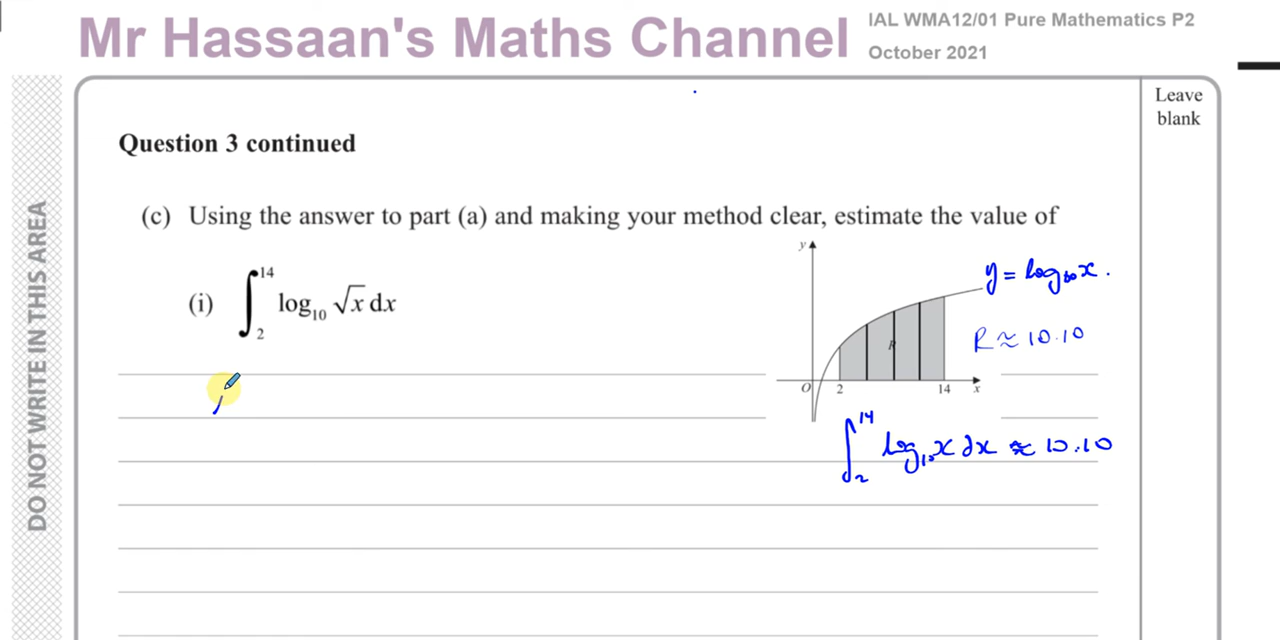 Mr Hassaan's Maths Channel
IAL WMA12/01 Pure Mathematics P2
October 2021
Leave
blank
Question 3 continued
(c) Using the answer to part (a) and making your method clear, estimate the value of
(i) ∫₂¹⁴ log₁₀ √x dx
y
y = log₁₀x.
R
R ≈ 10.10
O 2 14 x
∫₂¹⁴ log₁₀x dx ≈ 10.10
DO NOT WRITE IN THIS AREA